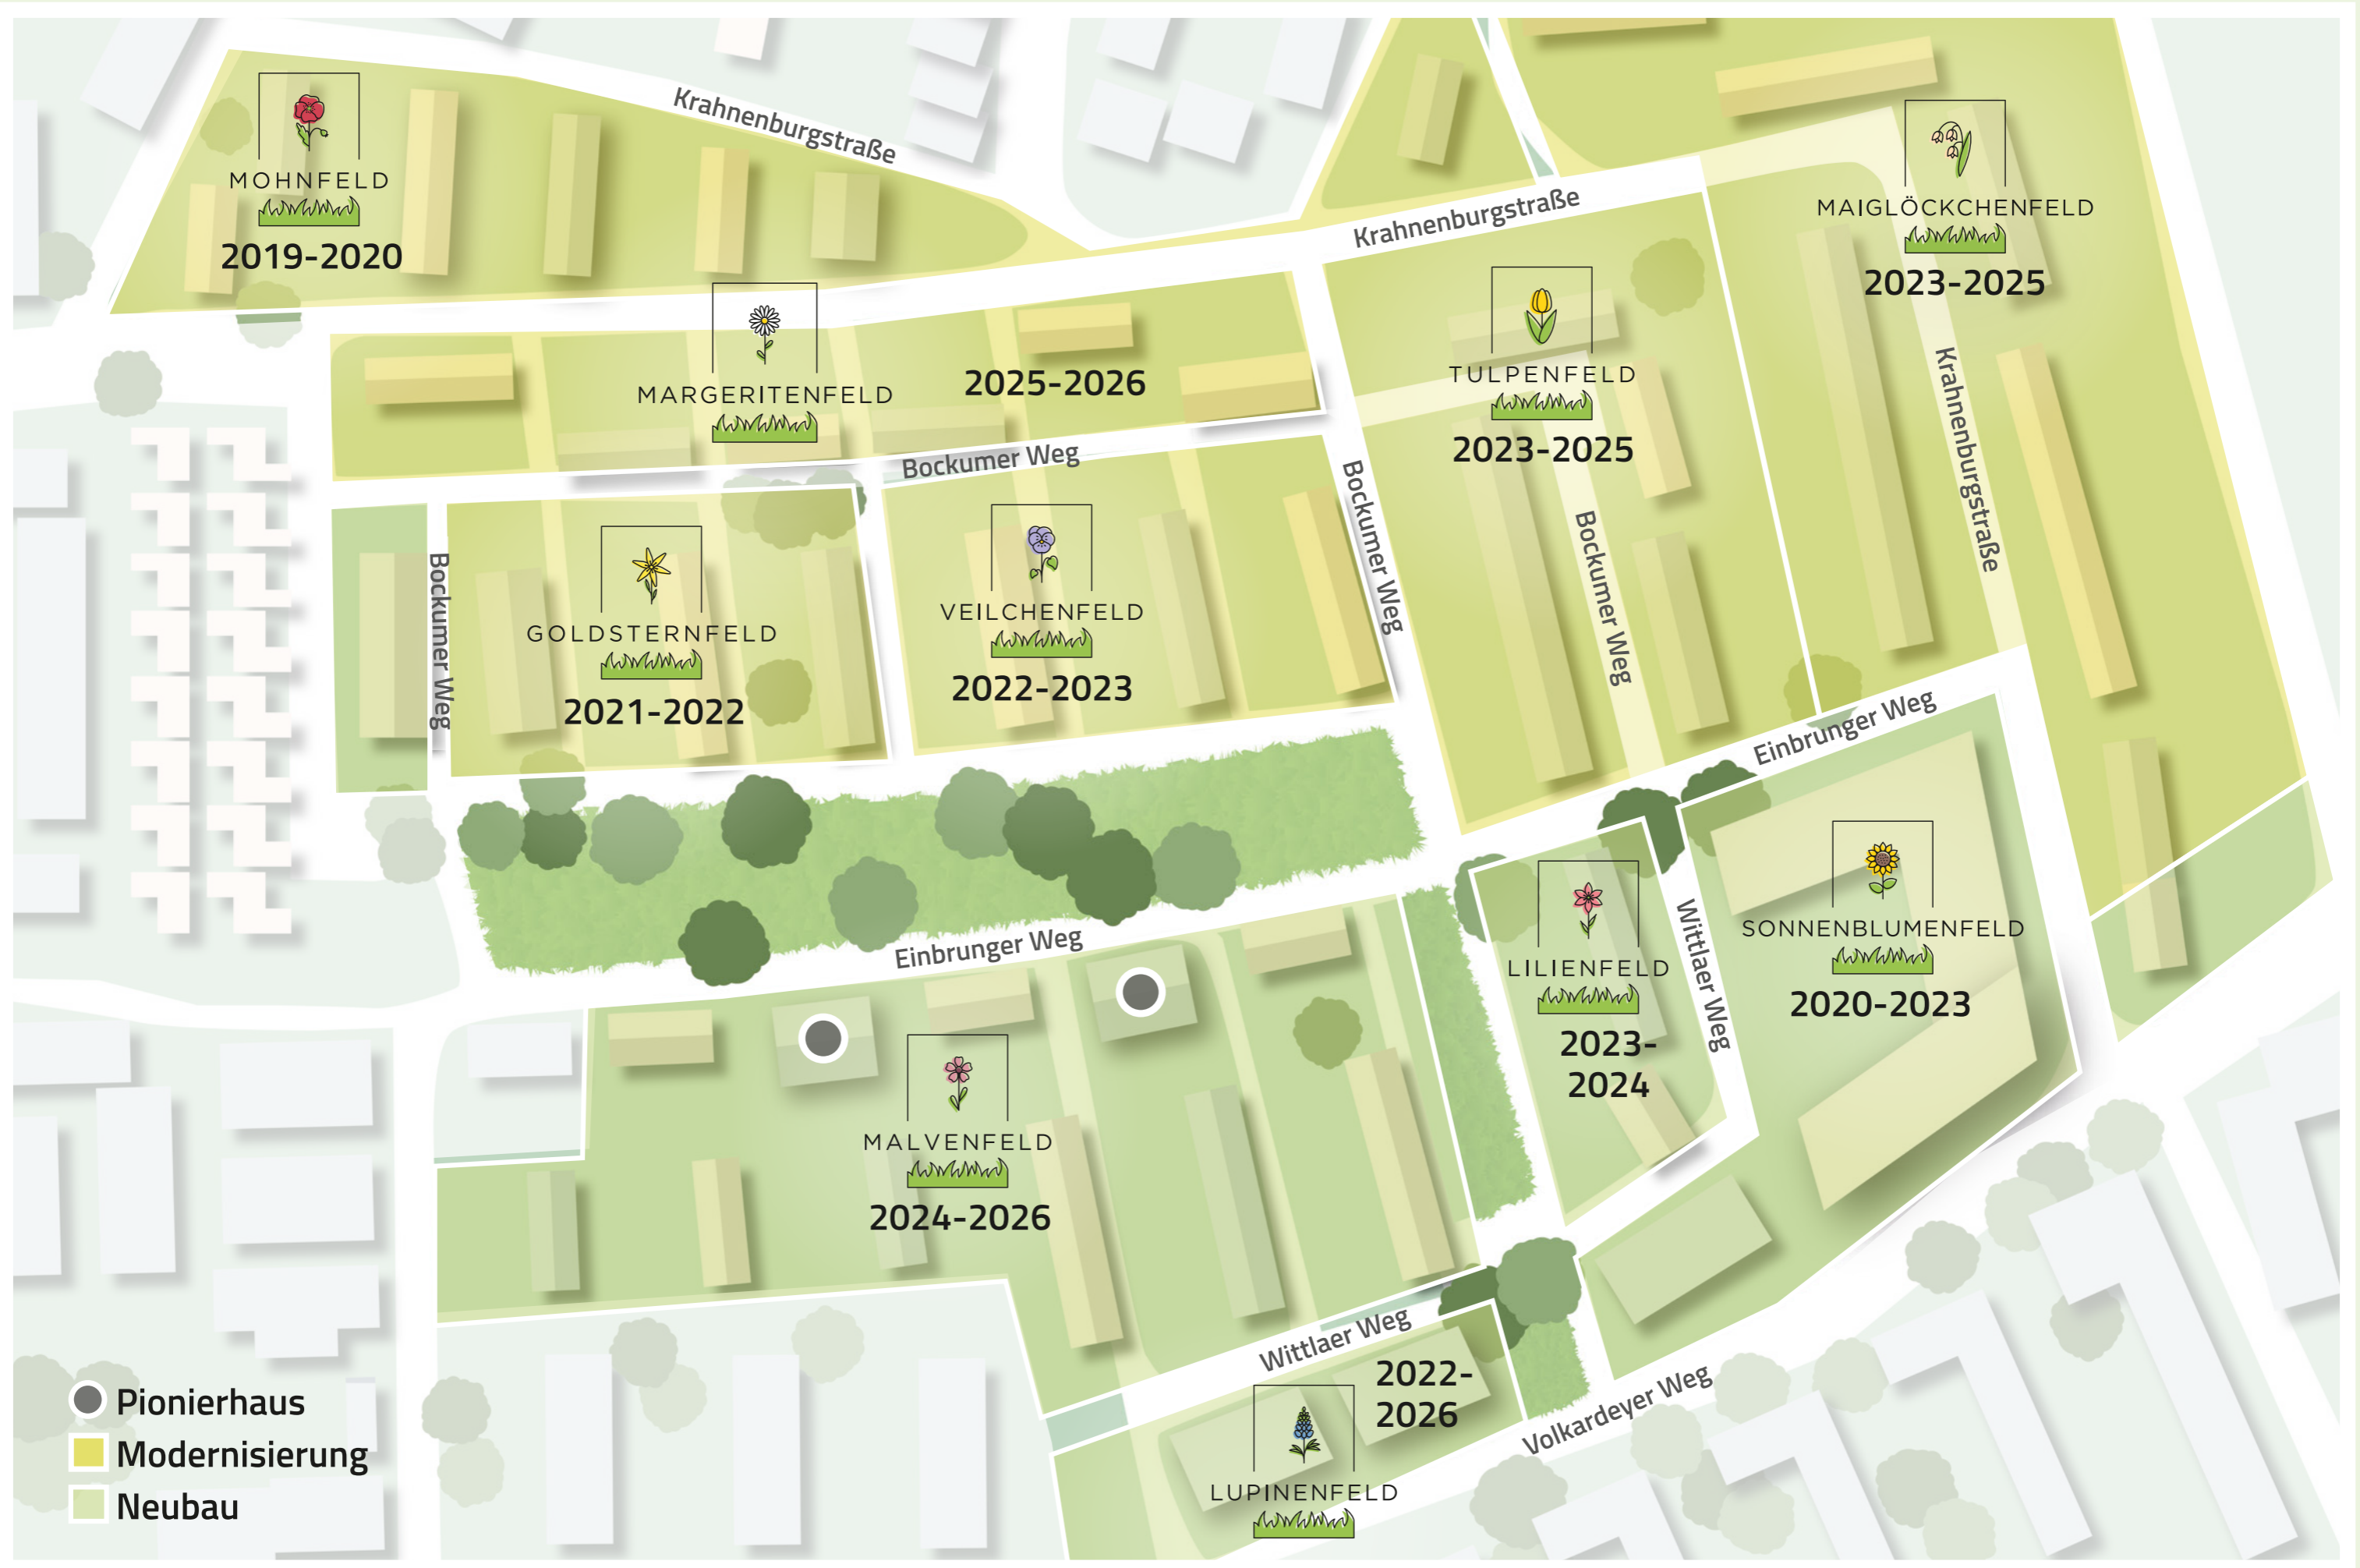 Krahnenburgstraße
MOHNFELD
2019-2020
MAIGLÖCKCHENFELD
2023-2025
Krahnenburgstraße
MARGERITENFELD
2025-2026
TULPENFELD
2023-2025
Krahnenburgstraße
Bockumer Weg
Bockumer Weg
Bockumer Weg
Bockumer Weg
GOLDSTERNFELD
2021-2022
VEILCHENFELD
2022-2023
Einbrunger Weg
Einbrunger Weg
LILIENFELD
2023-
2024
Wittlaer Weg
SONNENBLUMENFELD
2020-2023
MALVENFELD
2024-2026
Wittlaer Weg
2022-
2026
LUPINENFELD
Volkardeyer Weg
Pionierhaus
Modernisierung
Neubau